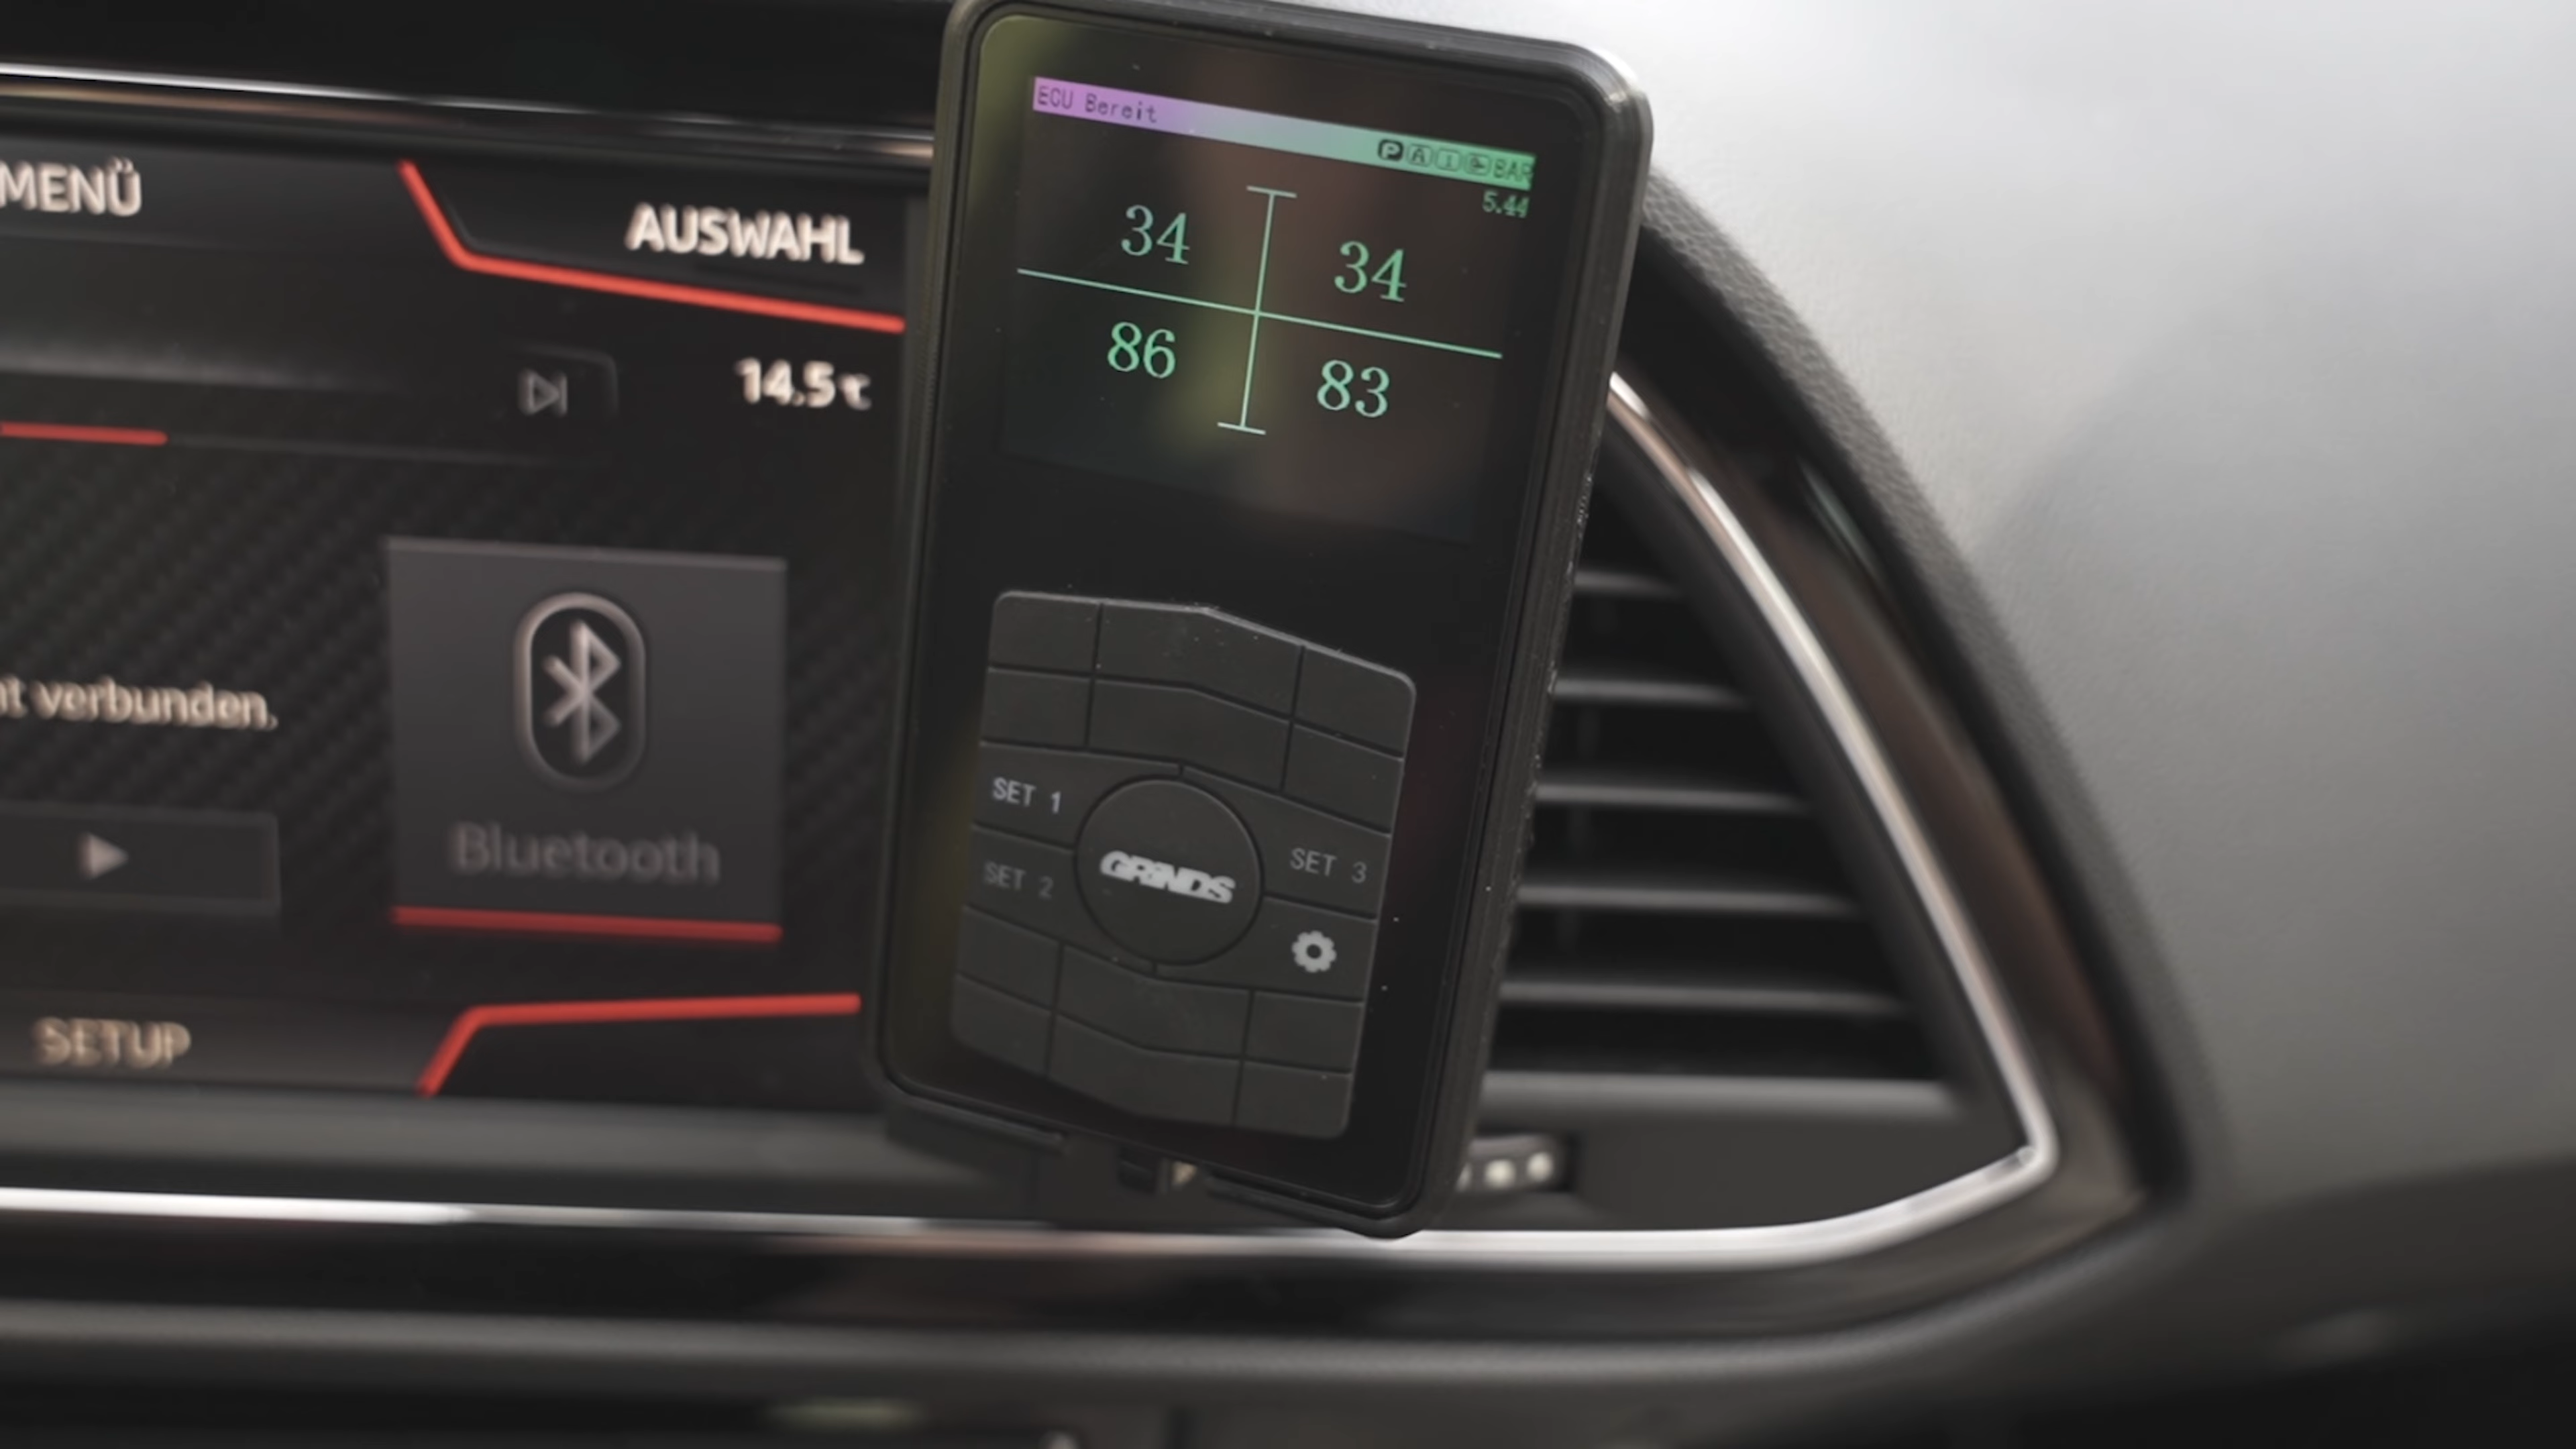 MENÜ
AUSWAHL
14.5 °C
verbunden.
Bluetooth
SETUP
ECU Bereit
P A BAR
5.44
34 34
86 83
SET 1
SET 2
SET 3
GRINDS